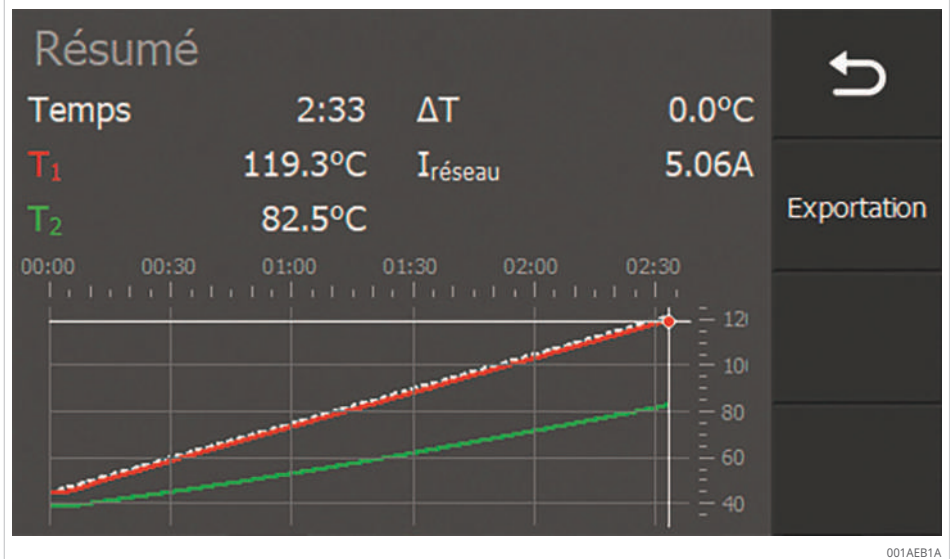 Résumé
Temps 2:33 ΔT 0.0°C
T₁ 119.3°C Iréseau 5.06A
T₂ 82.5°C
Exportation
00:00 00:30 01:00 01:30 02:00 02:30
80
60
40
001AEB1A